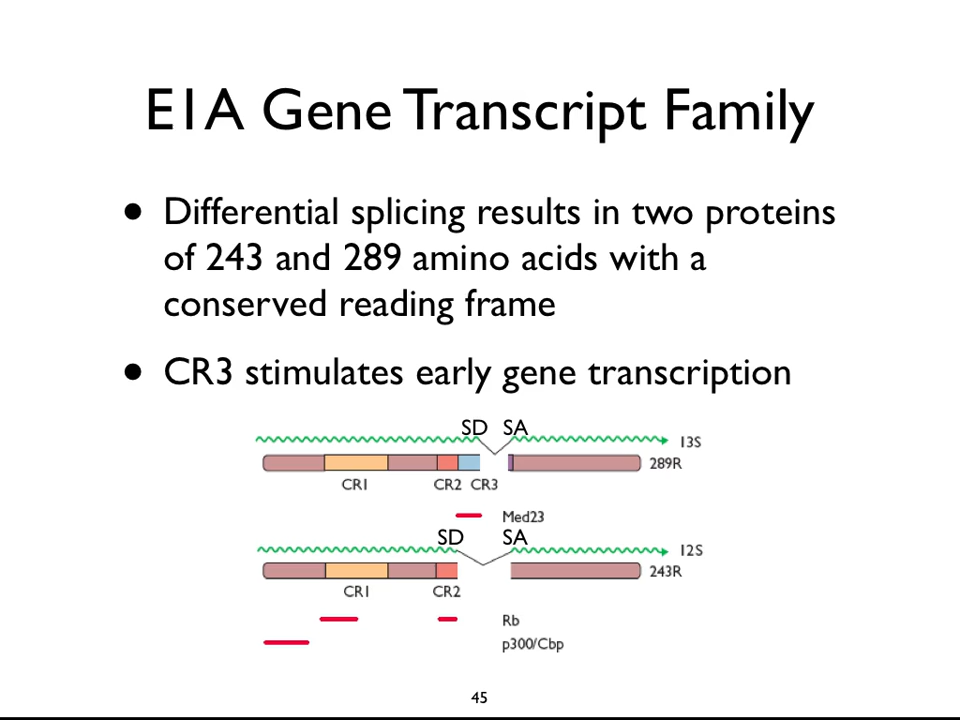 E1A Gene Transcript Family
• Differential splicing results in two proteins
of 243 and 289 amino acids with a
conserved reading frame
• CR3 stimulates early gene transcription
SD SA
13S
289R
CR1 CR2 CR3
Med23
SD SA
12S
243R
CR1 CR2
Rb
p300/Cbp
45